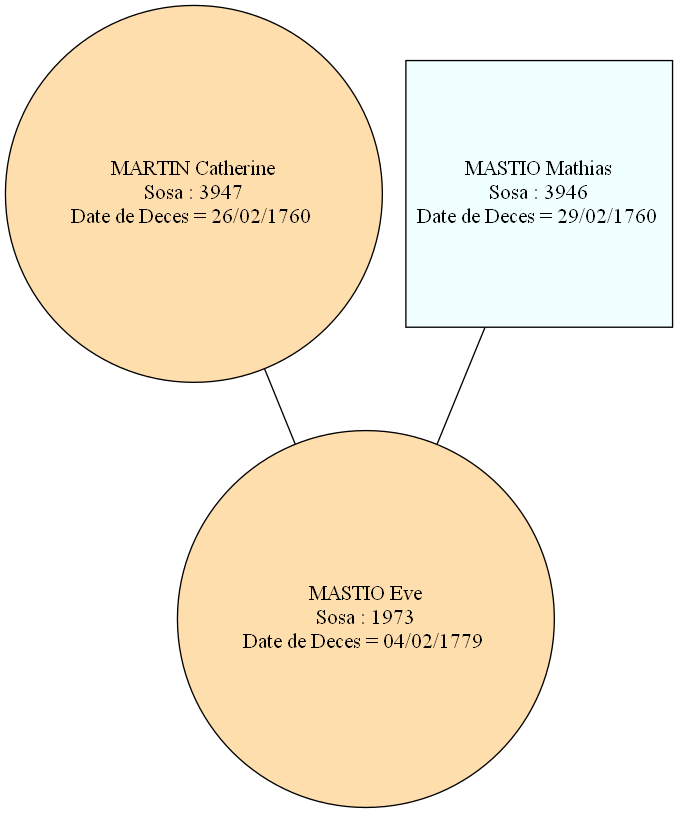 MARTIN Catherine
Sosa : 3947
Date de Deces = 26/02/1760
MASTIO Mathias
Sosa : 3946
Date de Deces = 29/02/1760
MASTIO Eve
Sosa : 1973
Date de Deces = 04/02/1779